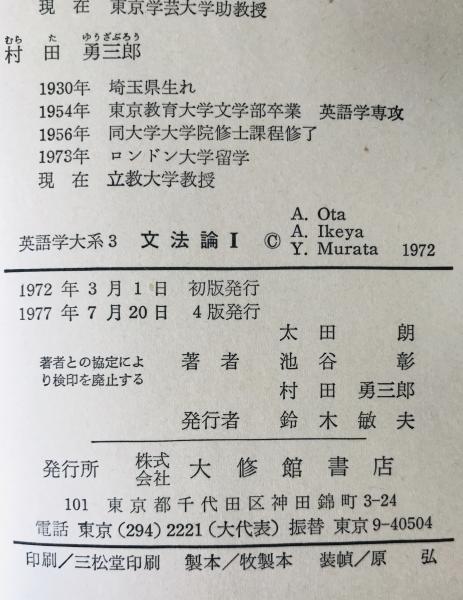 現在 東京学芸大学助教授
むら た ゆうざぶろう
村田 勇三郎
1930年 埼玉県生れ
1954年 東京教育大学文学部卒業 英語学専攻
1956年 同大学大学院修士課程修了
1973年 ロンドン大学留学
現在 立教大学教授
英語学大系3 文法論I © A. Ota
A. Ikeya
Y. Murata 1972
1972年3月1日 初版発行
1977年7月20日 4版発行
著者との協定によ
り検印を廃止する
著者 太田 朗
池谷 彰
村田 勇三郎
発行者 鈴木敏夫
発行所 株式会社 大修館書店
101 東京都千代田区神田錦町3-24
電話 東京(294)2221(大代表) 振替 東京9-40504
印刷/三松堂印刷 製本/牧製本 装幀/原 弘